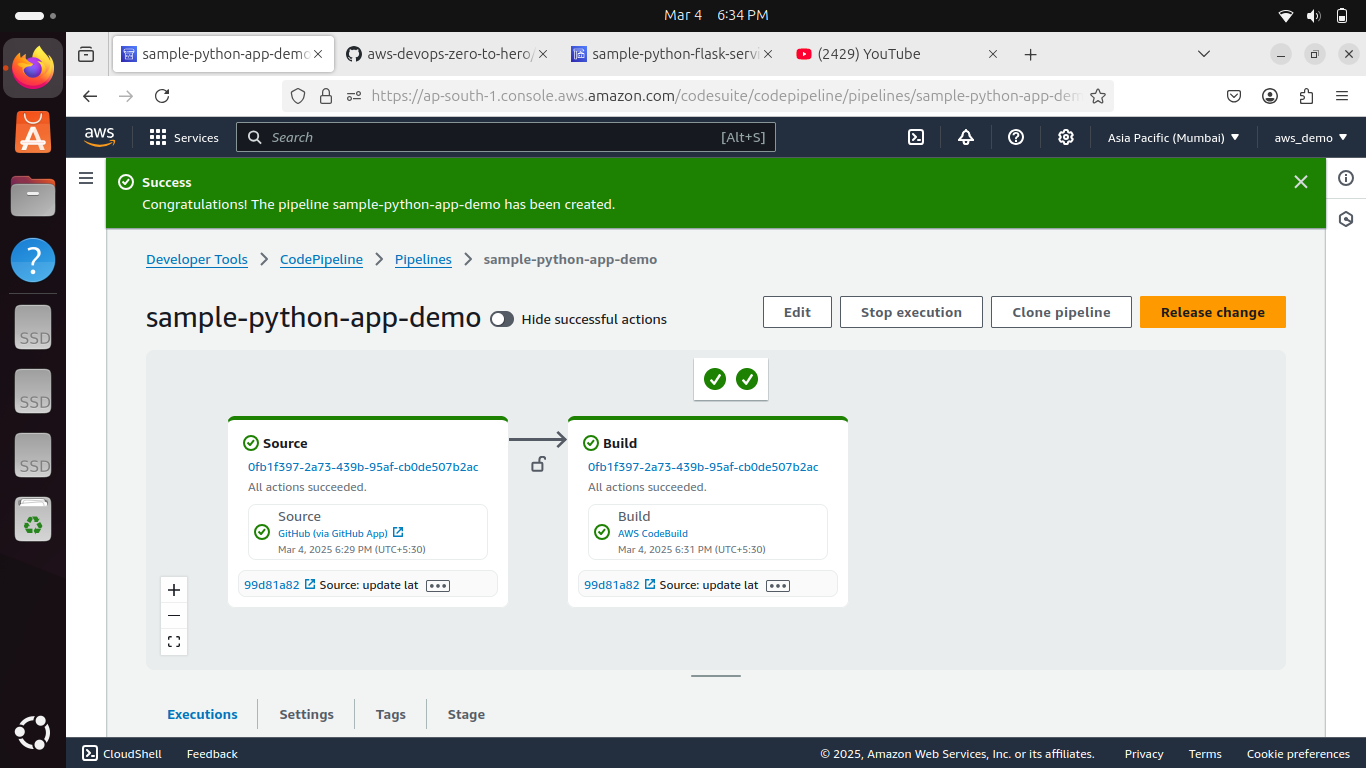 Mar 4 6:34 PM
sample-python-app-demo
aws-devops-zero-to-hero/
sample-python-flask-servi
(2429) YouTube
https://ap-south-1.console.aws.amazon.com/codesuite/codepipeline/pipelines/sample-python-app-dem
aws
Services
Search
[Alt+S]
Asia Pacific (Mumbai)
aws_demo
Success
Congratulations! The pipeline sample-python-app-demo has been created.
Developer Tools
CodePipeline
Pipelines
sample-python-app-demo
sample-python-app-demo
Hide successful actions
Edit
Stop execution
Clone pipeline
Release change
Source
0fb1f397-2a73-439b-95af-cb0de507b2ac
All actions succeeded.
Source
GitHub (via GitHub App)
Mar 4, 2025 6:29 PM (UTC+5:30)
99d81a82 Source: update lat
Build
0fb1f397-2a73-439b-95af-cb0de507b2ac
All actions succeeded.
Build
AWS CodeBuild
Mar 4, 2025 6:31 PM (UTC+5:30)
99d81a82 Source: update lat
Executions
Settings
Tags
Stage
SSD
SSD
SSD
CloudShell
Feedback
© 2025, Amazon Web Services, Inc. or its affiliates.
Privacy
Terms
Cookie preferences